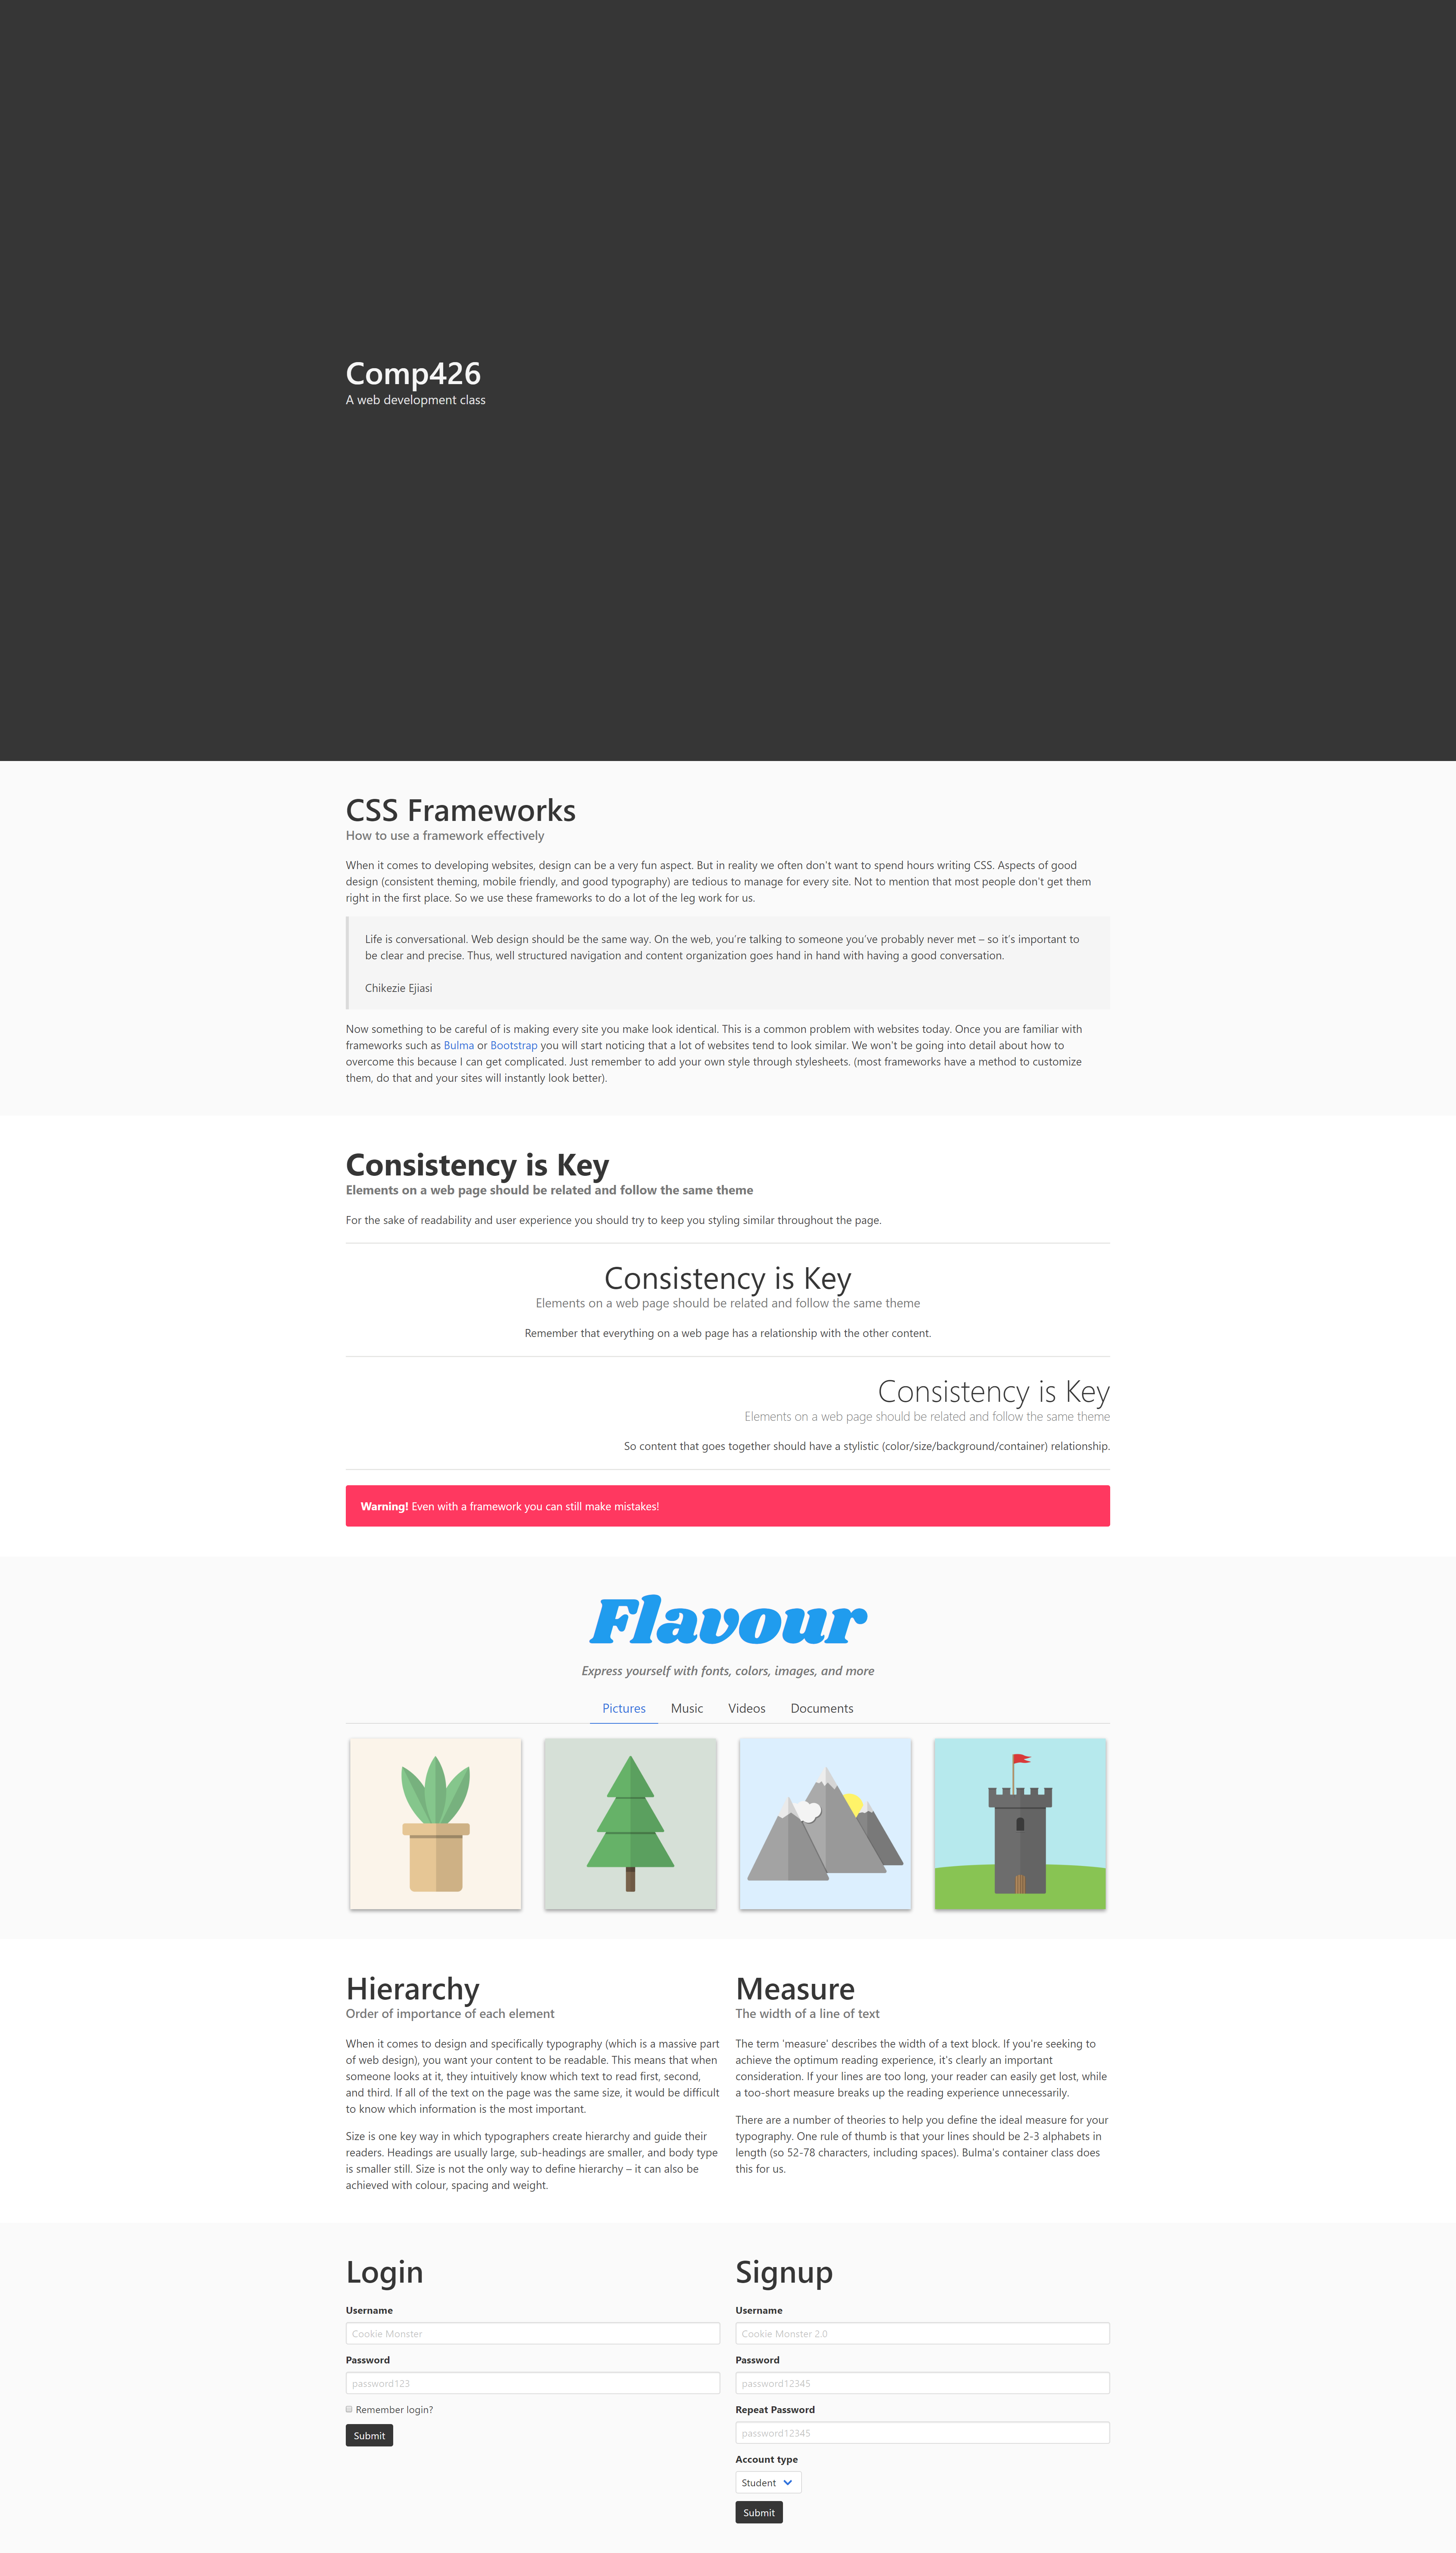 Comp426
A web development class
CSS Frameworks
How to use a framework effectively
When it comes to developing websites, design can be a very fun aspect. But in reality we often don't want to spend hours writing CSS. Aspects of good
design (consistent theming, mobile friendly, and good typography) are tedious to manage for every site. Not to mention that most people don't get them
right in the first place. So we use these frameworks to do a lot of the leg work for us.
Life is conversational. Web design should be the same way. On the web, you're talking to someone you've probably never met – so it's important to
be clear and precise. Thus, well structured navigation and content organization goes hand in hand with having a good conversation.
Chikezie Ejiasi
Now something to be careful of is making every site you make look identical. This is a common problem with websites today. Once you are familiar with
frameworks such as Bulma or Bootstrap you will start noticing that a lot of websites tend to look similar. We won't be going into detail about how to
overcome this because I can get complicated. Just remember to add your own style through stylesheets. (most frameworks have a method to customize
them, do that and your sites will instantly look better).
Consistency is Key
Elements on a web page should be related and follow the same theme
For the sake of readability and user experience you should try to keep you styling similar throughout the page.
Consistency is Key
Elements on a web page should be related and follow the same theme
Remember that everything on a web page has a relationship with the other content.
Consistency is Key
Elements on a web page should be related and follow the same theme
So content that goes together should have a stylistic (color/size/background/container) relationship.
Warning! Even with a framework you can still make mistakes!
Flavour
Express yourself with fonts, colors, images, and more
Pictures Music Videos Documents
Hierarchy
Order of importance of each element
When it comes to design and specifically typography (which is a massive part
of web design), you want your content to be readable. This means that when
someone looks at it, they intuitively know which text to read first, second,
and third. If all of the text on the page was the same size, it would be difficult
to know which information is the most important.
Size is one key way in which typographers create hierarchy and guide their
readers. Headings are usually large, sub-headings are smaller, and body type
is smaller still. Size is not the only way to define hierarchy – it can also be
achieved with colour, spacing and weight.
Measure
The width of a line of text
The term 'measure' describes the width of a text block. If you're seeking to
achieve the optimum reading experience, it's clearly an important
consideration. If your lines are too long, your reader can easily get lost, while
a too-short measure breaks up the reading experience unnecessarily.
There are a number of theories to help you define the ideal measure for your
typography. One rule of thumb is that your lines should be 2-3 alphabets in
length (so 52-78 characters, including spaces). Bulma's container class does
this for us.
Login
Username
Cookie Monster
Password
password123
Remember login?
Submit
Signup
Username
Cookie Monster 2.0
Password
password12345
Repeat Password
password12345
Account type
Student
Submit